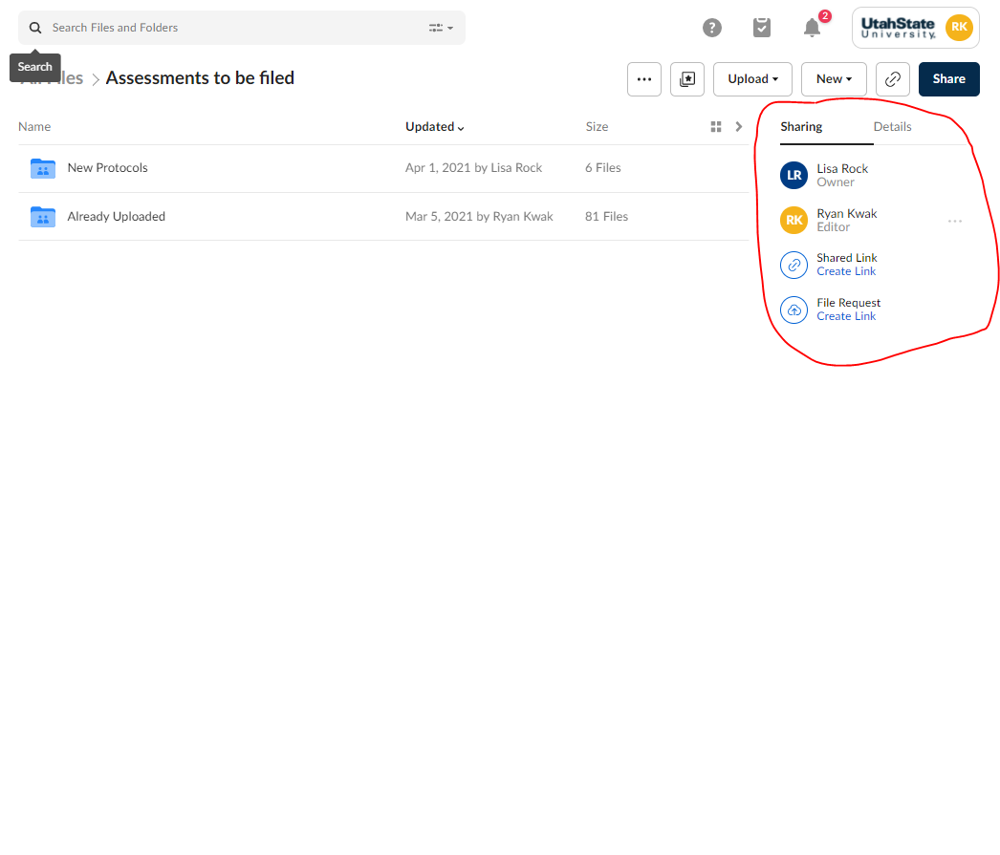 Search Files and Folders
2
UtahState
University.
RK
Search
All Files > Assessments to be filed
Upload
New
Share
Name
Updated
Size
Sharing
Details
New Protocols
Apr 1, 2021 by Lisa Rock
6 Files
Already Uploaded
Mar 5, 2021 by Ryan Kwak
81 Files
LR
Lisa Rock
Owner
RK
Ryan Kwak
Editor
Shared Link
Create Link
File Request
Create Link